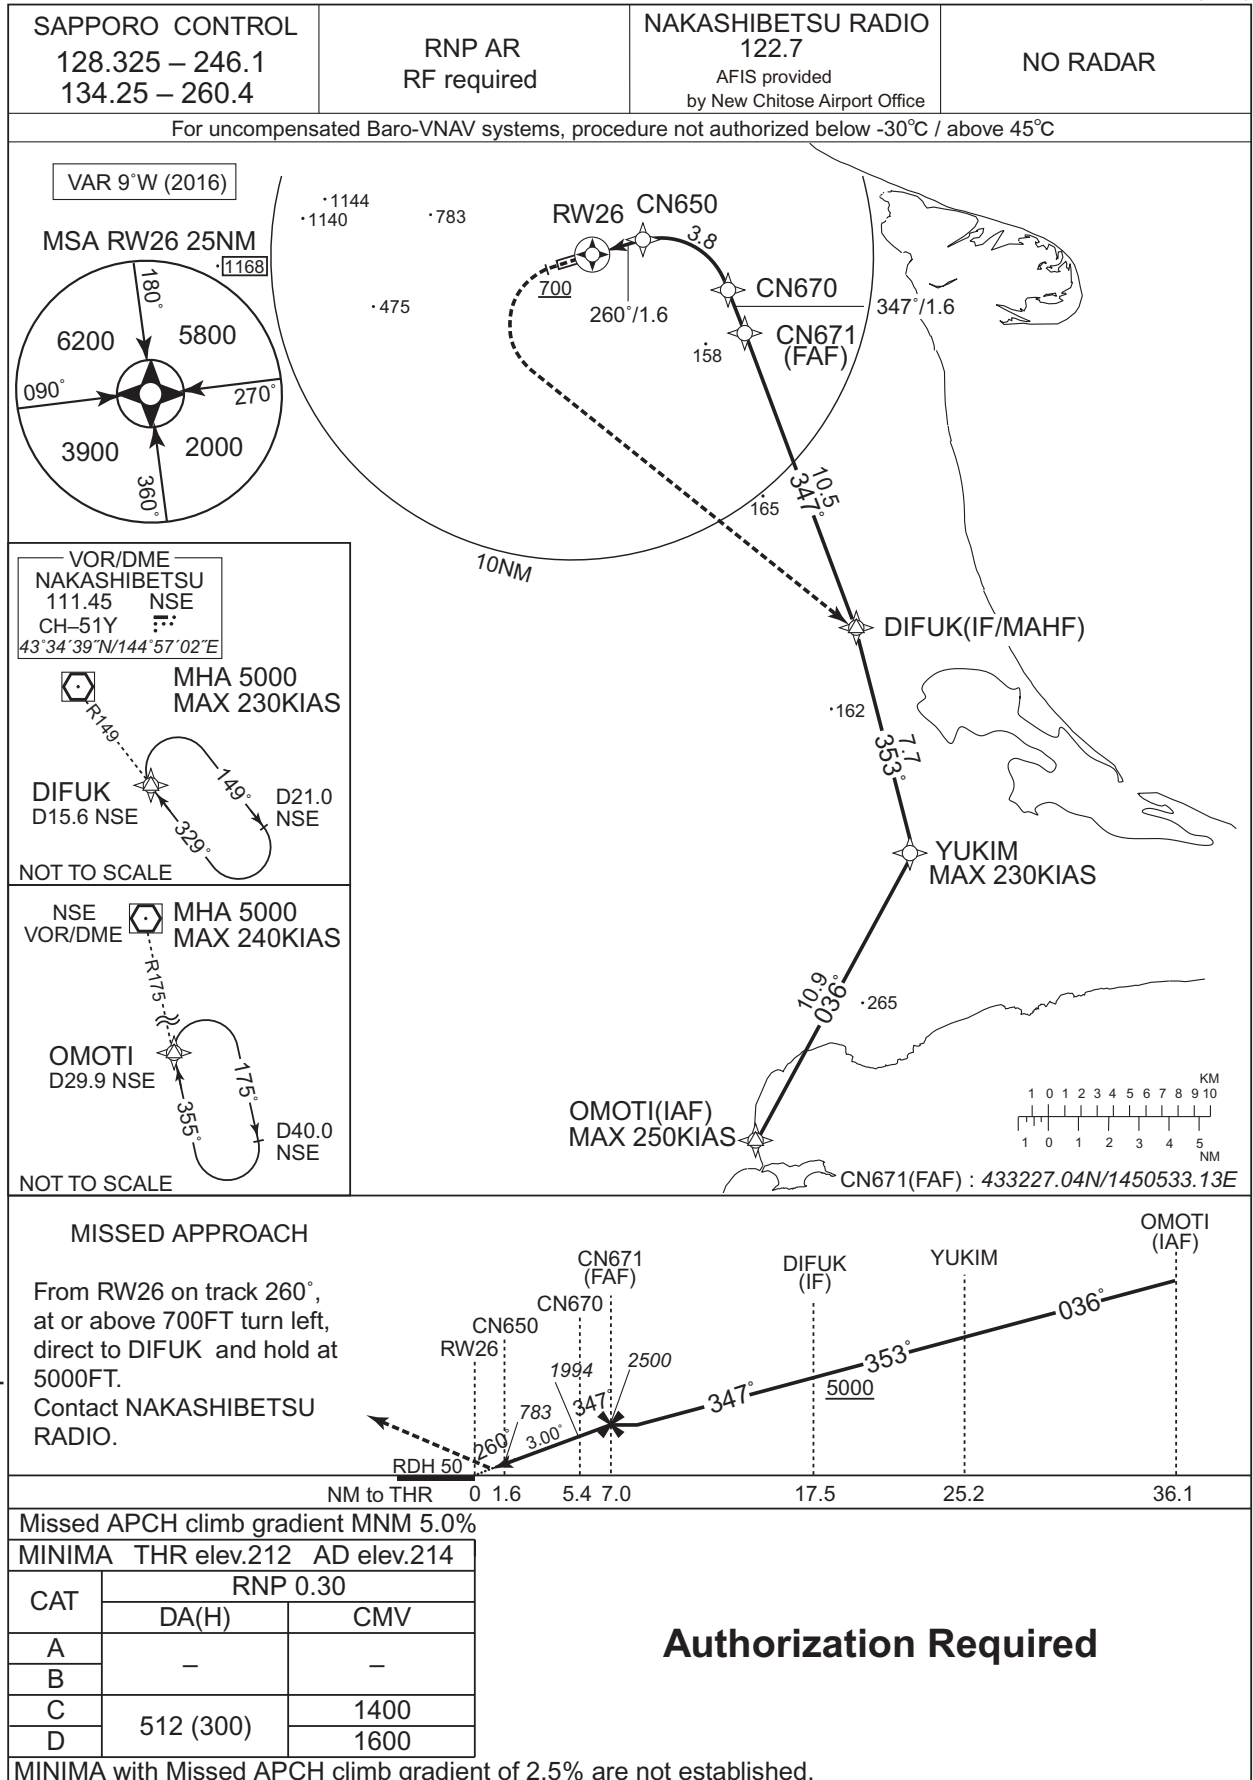 SAPPORO CONTROL
128.325 – 246.1
134.25 – 260.4
RNP AR
RF required
NAKASHIBETSU RADIO
122.7
AFIS provided
by New Chitose Airport Office
NO RADAR
For uncompensated Baro-VNAV systems, procedure not authorized below -30°C / above 45°C
VAR 9°W (2016)
MSA RW26 25NM
180°
6200
5800
090°
270°
3900
2000
360°
1144
1140
783
1168
475
RW26
CN650
3.8
700
260°/1.6
CN670
347°/1.6
CN671
(FAF)
158
10.5
347°
165
10NM
DIFUK(IF/MAHF)
162
7.7
353°
YUKIM
MAX 230KIAS
10.9
036°
265
OMOTI(IAF)
MAX 250KIAS
KM
1 0 1 2 3 4 5 6 7 8 9 10
1 0 1 2 3 4 5
NM
CN671(FAF) : 433227.04N/1450533.13E
VOR/DME
NAKASHIBETSU
111.45 NSE
CH–51Y
43°34′39″N/144°57′02″E
MHA 5000
MAX 230KIAS
R149
DIFUK
D15.6 NSE
149°
329°
D21.0
NSE
NOT TO SCALE
NSE
VOR/DME
MHA 5000
MAX 240KIAS
R175
OMOTI
D29.9 NSE
175°
355°
D40.0
NSE
NOT TO SCALE
MISSED APPROACH
From RW26 on track 260°,
at or above 700FT turn left,
direct to DIFUK and hold at
5000FT.
Contact NAKASHIBETSU
RADIO.
OMOTI
(IAF)
YUKIM
DIFUK
(IF)
CN671
(FAF)
CN670
CN650
RW26
1994
2500
783
347°
260°
3.00°
347°
5000
353°
036°
RDH 50
NM to THR 0 1.6 5.4 7.0 17.5 25.2 36.1
Missed APCH climb gradient MNM 5.0%
MINIMA THR elev.212 AD elev.214
CAT
RNP 0.30
DA(H) CMV
A
– –
B
C
512 (300)
1400
D
1600
Authorization Required
MINIMA with Missed APCH climb gradient of 2.5% are not established.